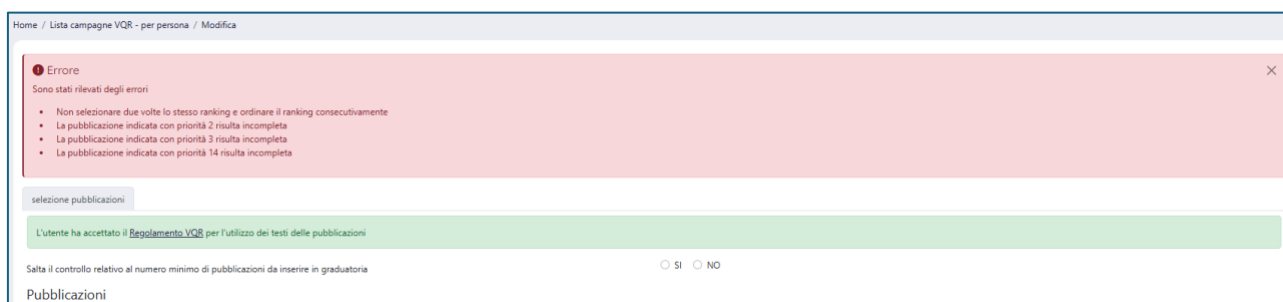 Home / Lista campagne VQR - per persona / Modifica
Errore
Sono stati rilevati degli errori
Non selezionare due volte lo stesso ranking e ordinare il ranking consecutivamente
La pubblicazione indicata con priorità 2 risulta incompleta
La pubblicazione indicata con priorità 3 risulta incompleta
La pubblicazione indicata con priorità 14 risulta incompleta
selezione pubblicazioni
L'utente ha accettato il Regolamento VQR per l'utilizzo dei testi delle pubblicazioni
Salta il controllo relativo al numero minimo di pubblicazioni da inserire in graduatoria SI NO
Pubblicazioni